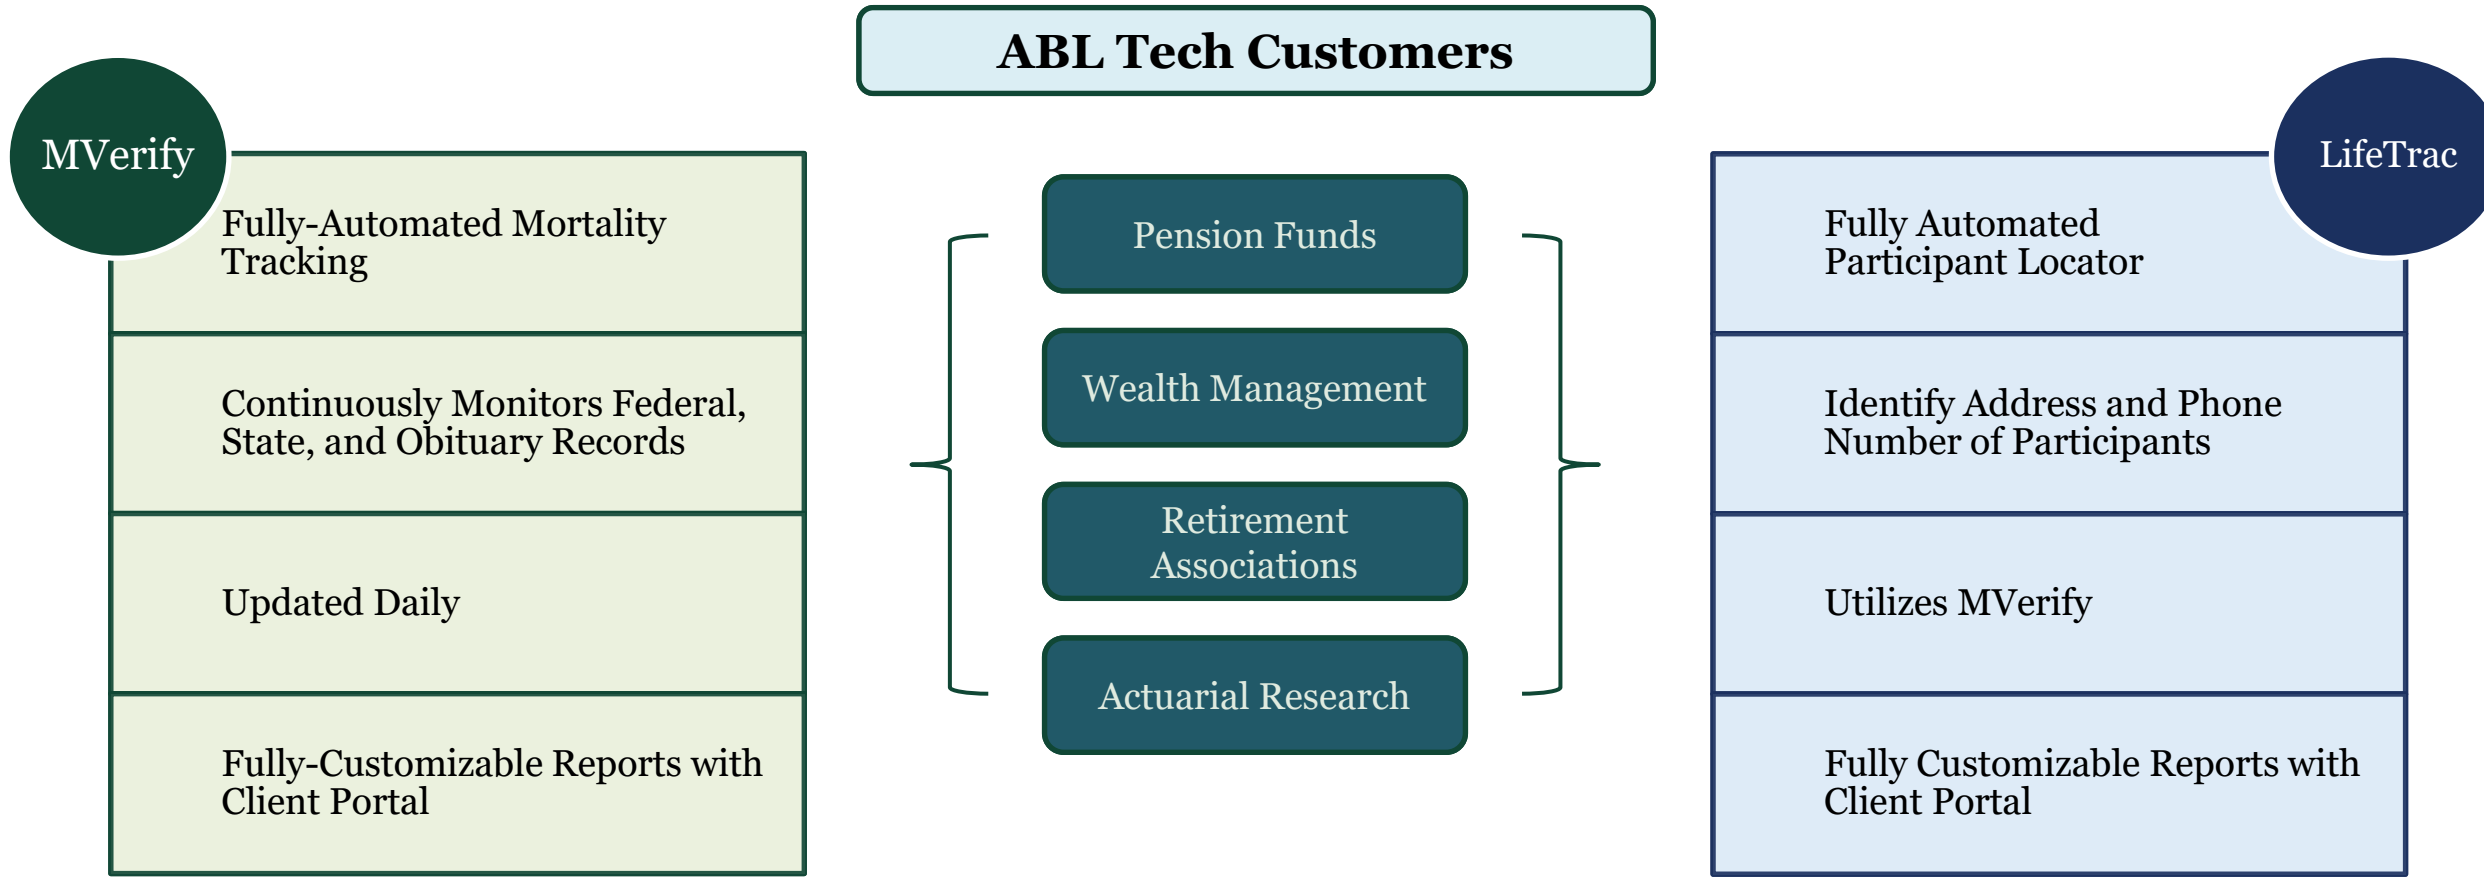 ABL Tech Customers
MVerify
Fully-Automated Mortality
Tracking
Continuously Monitors Federal,
State, and Obituary Records
Updated Daily
Fully-Customizable Reports with
Client Portal
Pension Funds
Wealth Management
Retirement
Associations
Actuarial Research
LifeTrac
Fully Automated
Participant Locator
Identify Address and Phone
Number of Participants
Utilizes MVerify
Fully Customizable Reports with
Client Portal